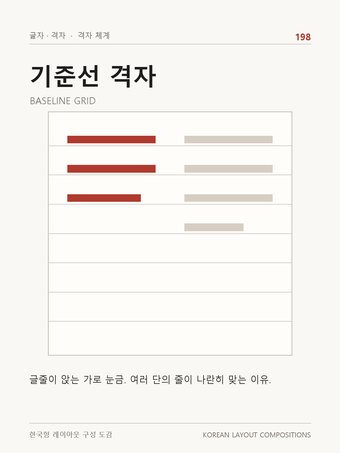 글자 · 격자 · 격자 체계
198
기준선 격자
BASELINE GRID
글줄이 앉는 가로 눈금. 여러 단의 줄이 나란히 맞는 이유.
한국형 레이아웃 구성 도감
KOREAN LAYOUT COMPOSITIONS